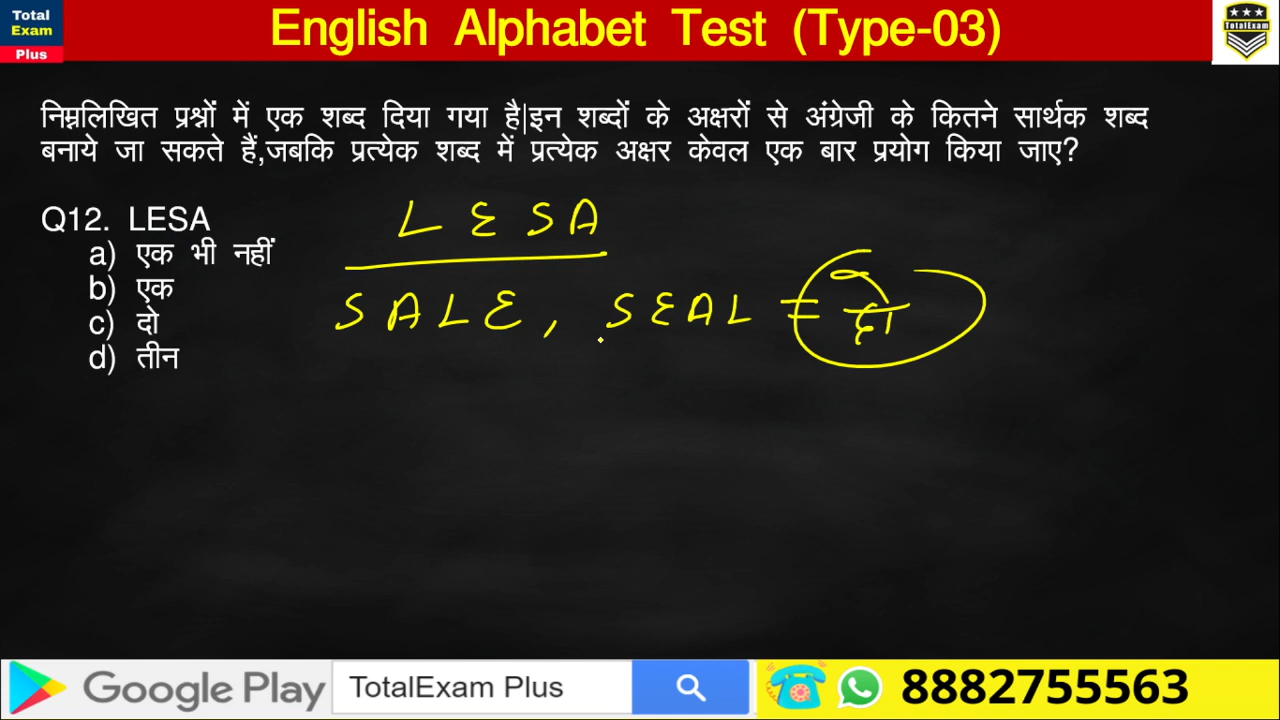 Total
Exam
Plus
English Alphabet Test (Type-03)
TotalExam
निम्नलिखित प्रश्नों में एक शब्द दिया गया है|इन शब्दों के अक्षरों से अंग्रेजी के कितने सार्थक शब्द
बनाये जा सकते हैं,जबकि प्रत्येक शब्द में प्रत्येक अक्षर केवल एक बार प्रयोग किया जाए?
Q12. LESA
a) एक भी नहीं
b) एक
c) दो
d) तीन
LESA
SALE, SEAL = दो
Google Play
TotalExam Plus
8882755563